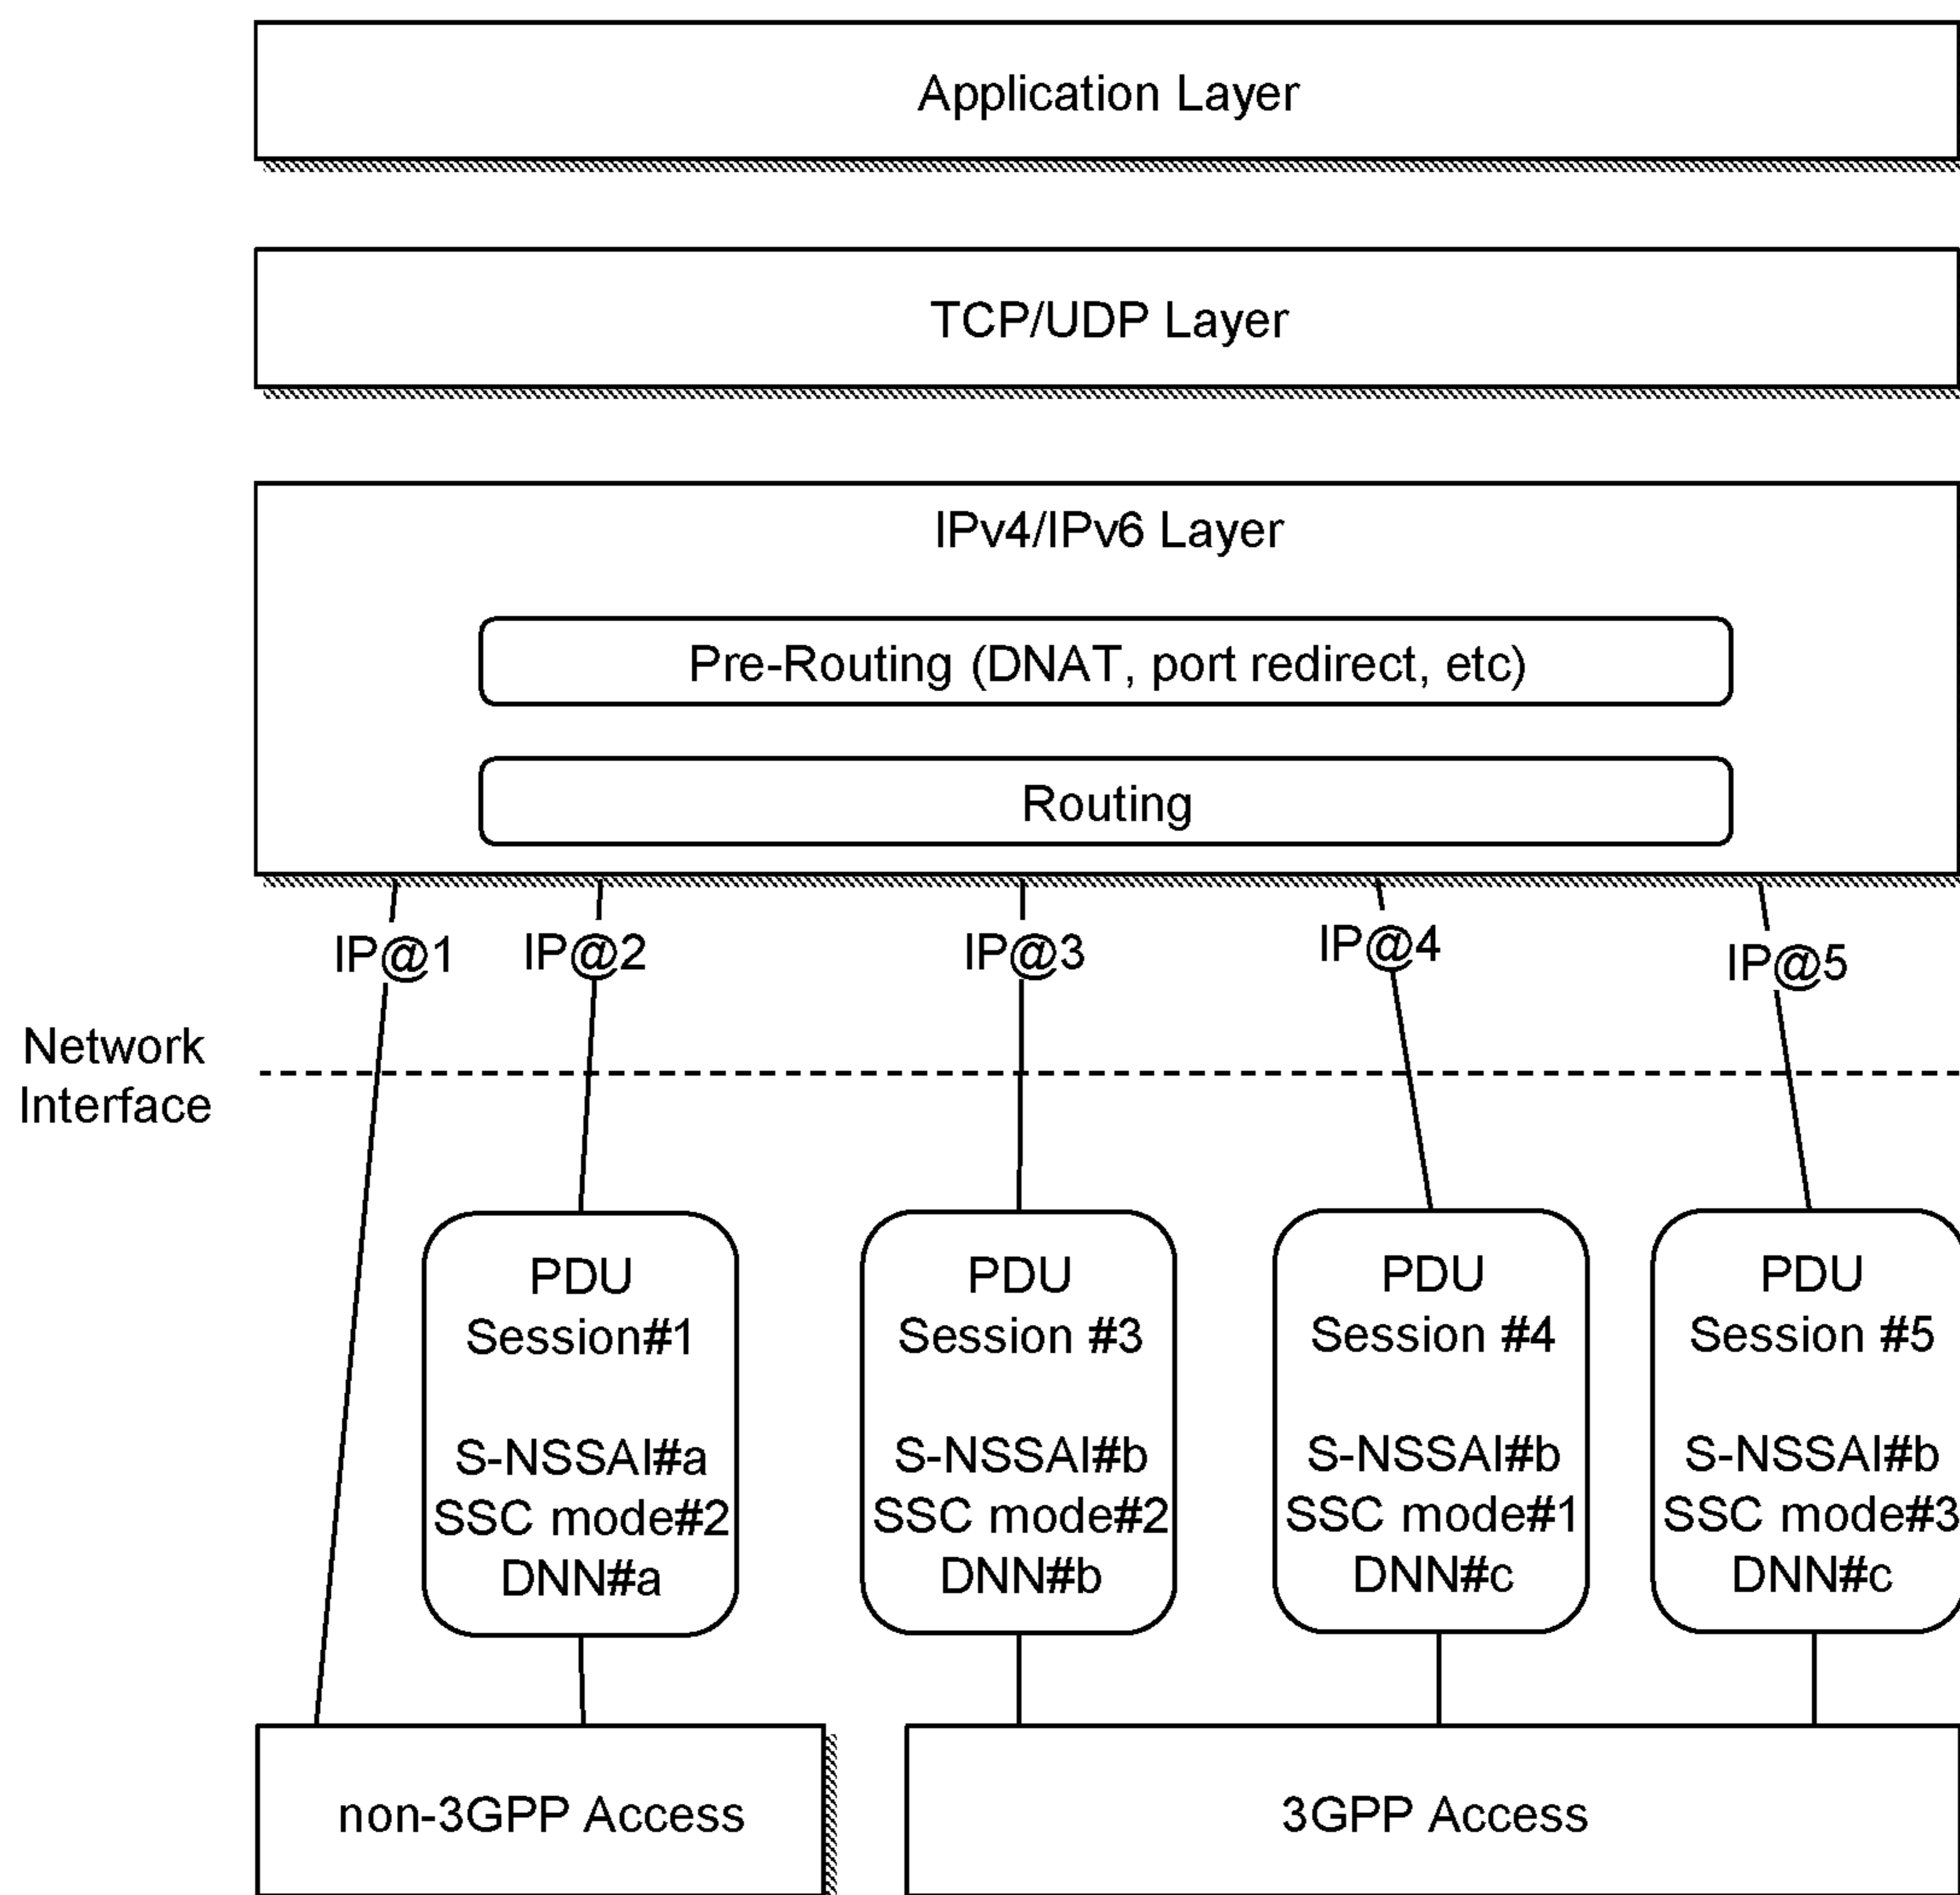 Application Layer
TCP/UDP Layer
IPv4/IPv6 Layer
Pre-Routing (DNAT, port redirect, etc)
Routing
IP@1
IP@2
IP@3
IP@4
IP@5
Network
Interface
PDU
Session#1
S-NSSAI#a
SSC mode#2
DNN#a
PDU
Session #3
S-NSSAI#b
SSC mode#2
DNN#b
PDU
Session #4
S-NSSAI#b
SSC mode#1
DNN#c
PDU
Session #5
S-NSSAI#b
SSC mode#3
DNN#c
non-3GPP Access
3GPP Access